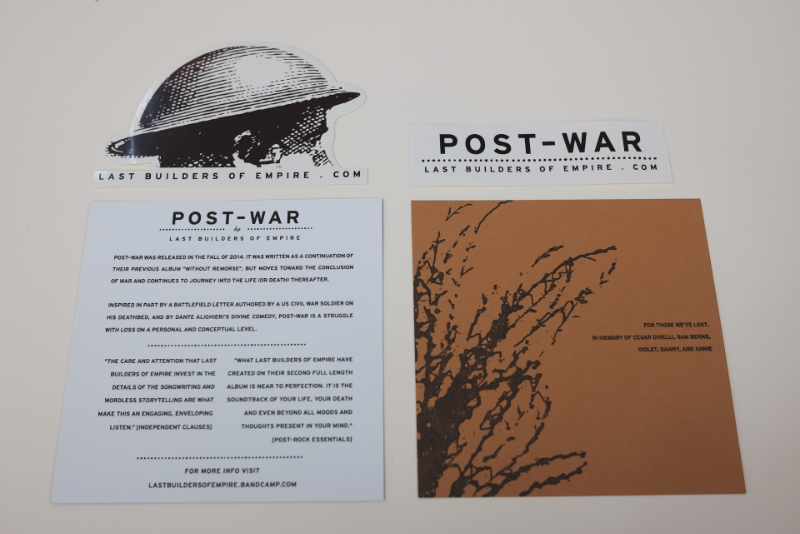 LAST BUILDERS OF EMPIRE . COM
POST-WAR
LAST BUILDERS OF EMPIRE . COM
POST-WAR
by
LAST BUILDERS OF EMPIRE
POST-WAR WAS RELEASED IN THE FALL OF 2014. IT WAS WRITTEN AS A CONTINUATION OF
THEIR PREVIOUS ALBUM "WITHOUT REMORSE", BUT MOVES TOWARD THE CONCLUSION
OF WAR AND CONTINUES TO JOURNEY INTO THE LIFE (OR DEATH) THEREAFTER.
INSPIRED IN PART BY A BATTLEFIELD LETTER AUTHORED BY A US CIVIL WAR SOLDIER ON
HIS DEATHBED, AND BY DANTE ALIGHIERI'S DIVINE COMEDY, POST-WAR IS A STRUGGLE
WITH LOSS ON A PERSONAL AND CONCEPTUAL LEVEL.
"THE CARE AND ATTENTION THAT LAST
BUILDERS OF EMPIRE INVEST IN THE
DETAILS OF THE SONGWRITING AND
WORDLESS STORYTELLING ARE WHAT
MAKE THIS AN ENGAGING, ENVELOPING
LISTEN." [INDEPENDENT CLAUSES]
"WHAT LAST BUILDERS OF EMPIRE HAVE
CREATED ON THEIR SECOND FULL LENGTH
ALBUM IS NEAR TO PERFECTION. IT IS THE
SOUNDTRACK OF YOUR LIFE, YOUR DEATH
AND EVEN BEYOND ALL MOODS AND
THOUGHTS PRESENT IN YOUR MIND."
[POST-ROCK ESSENTIALS]
FOR MORE INFO VISIT
LASTBUILDERSOFEMPIRE.BANDCAMP.COM
FOR THOSE WE'VE LOST.
IN MEMORY OF CESAR DINELLI, SAM BERNS,
VIOLET, DANNY, AND ANNIE